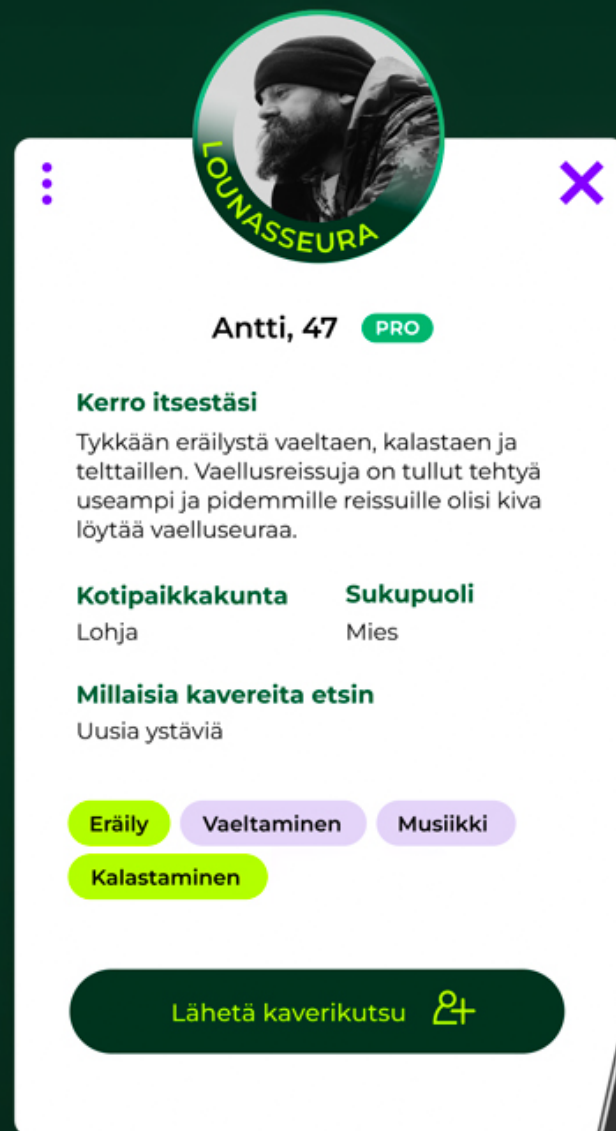 LOUNASSEURA
Antti, 47 PRO
Kerro itsestäsi
Tykkään eräilystä vaeltaen, kalastaen ja
telttaillen. Vaellusreissuja on tullut tehtyä
useampi ja pidemmille reissuille olisi kiva
löytää vaelluseuraa.
Kotipaikkakunta Sukupuoli
Lohja Mies
Millaisia kavereita etsin
Uusia ystäviä
Eräily Vaeltaminen Musiikki
Kalastaminen
Lähetä kaverikutsu